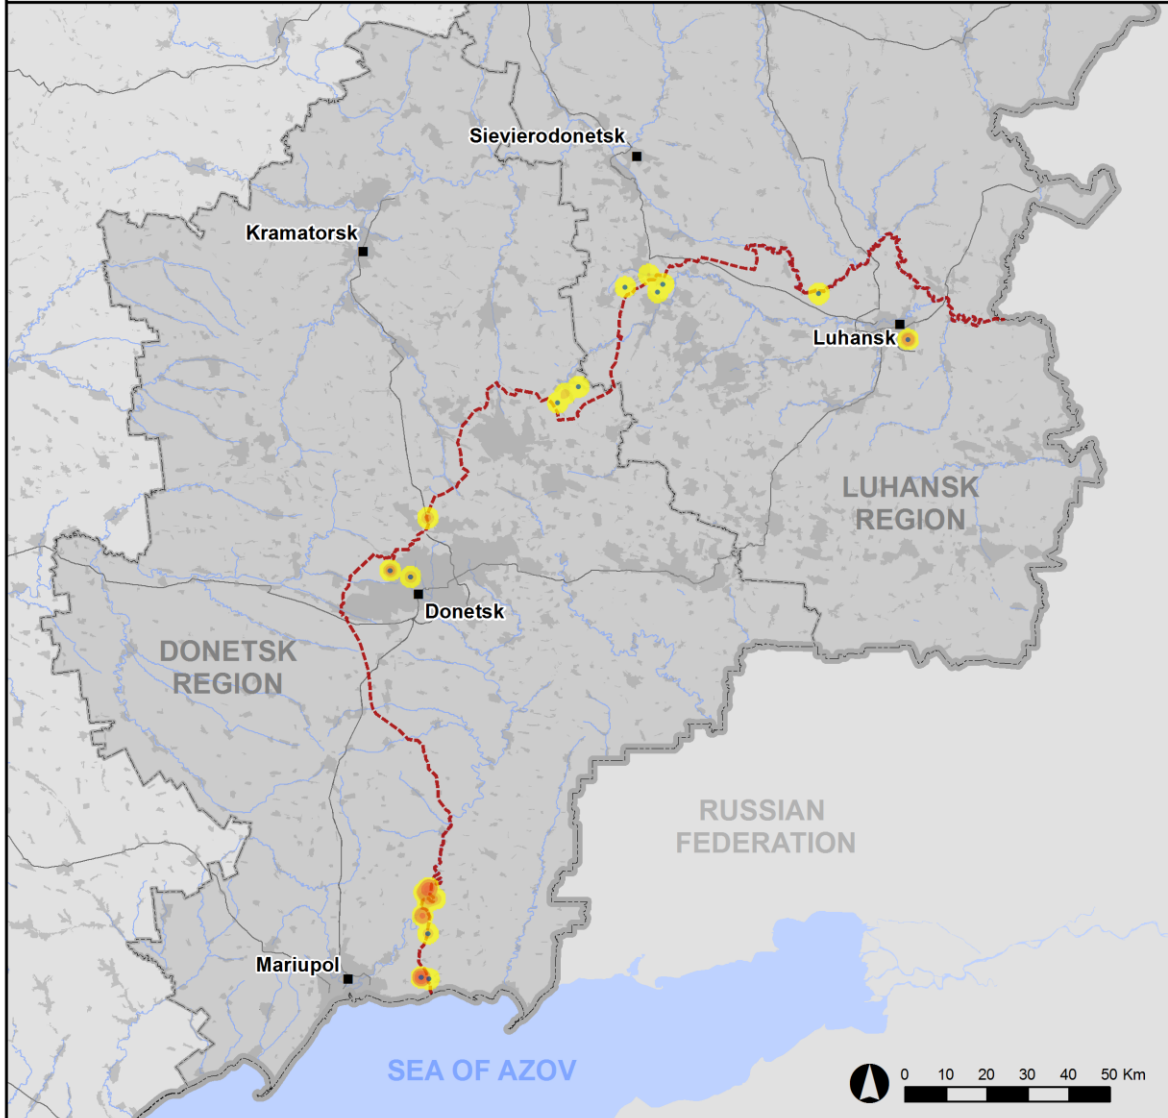 Sievierodonetsk
Kramatorsk
Luhansk
LUHANSK
REGION
Donetsk
DONETSK
REGION
RUSSIAN
FEDERATION
Mariupol
SEA OF AZOV
0 10 20 30 40 50 Km